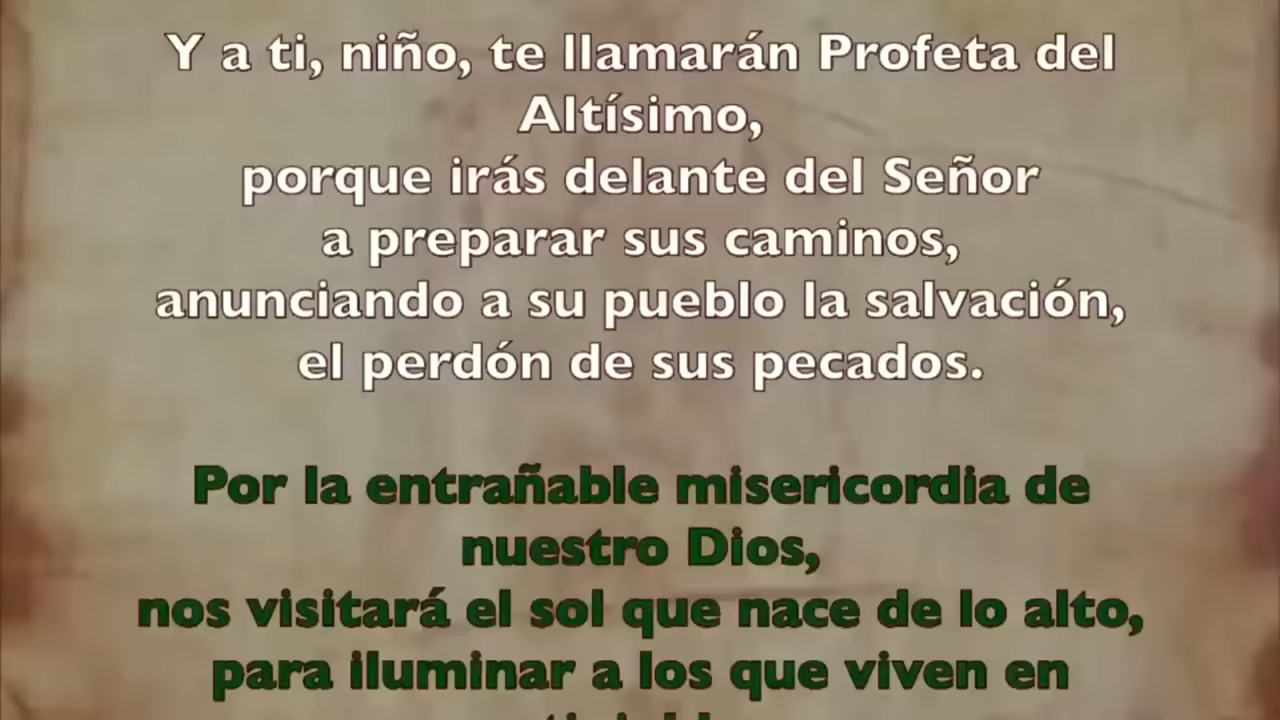 Y a ti, niño, te llamarán Profeta del
Altísimo,
porque irás delante del Señor
a preparar sus caminos,
anunciando a su pueblo la salvación,
el perdón de sus pecados.
Por la entrañable misericordia de
nuestro Dios,
nos visitará el sol que nace de lo alto,
para iluminar a los que viven en